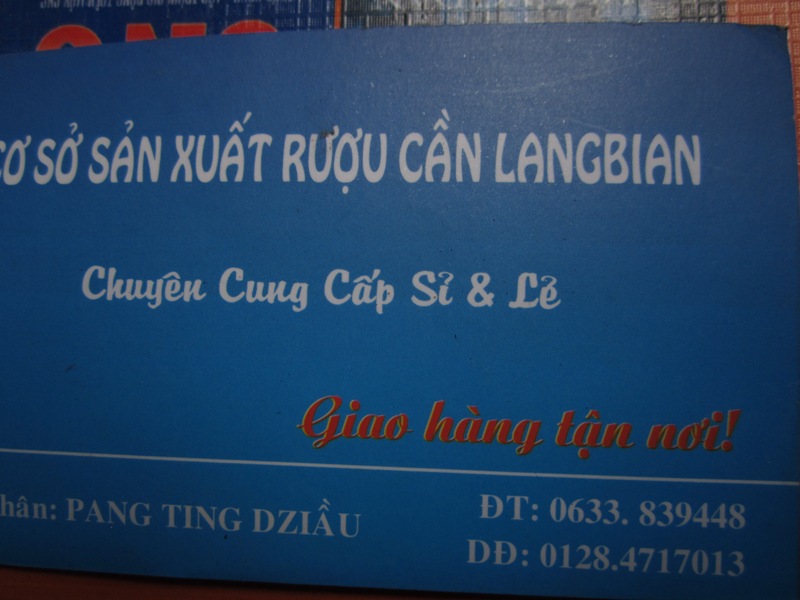 CƠ SỞ SẢN XUẤT RƯỢU CẦN LANGBIAN
Chuyên Cung Cấp Sỉ & Lẻ
Giao hàng tận nơi!
hân: PANG TING DZIẦU
ĐT: 0633. 839448
DĐ: 0128.4717013